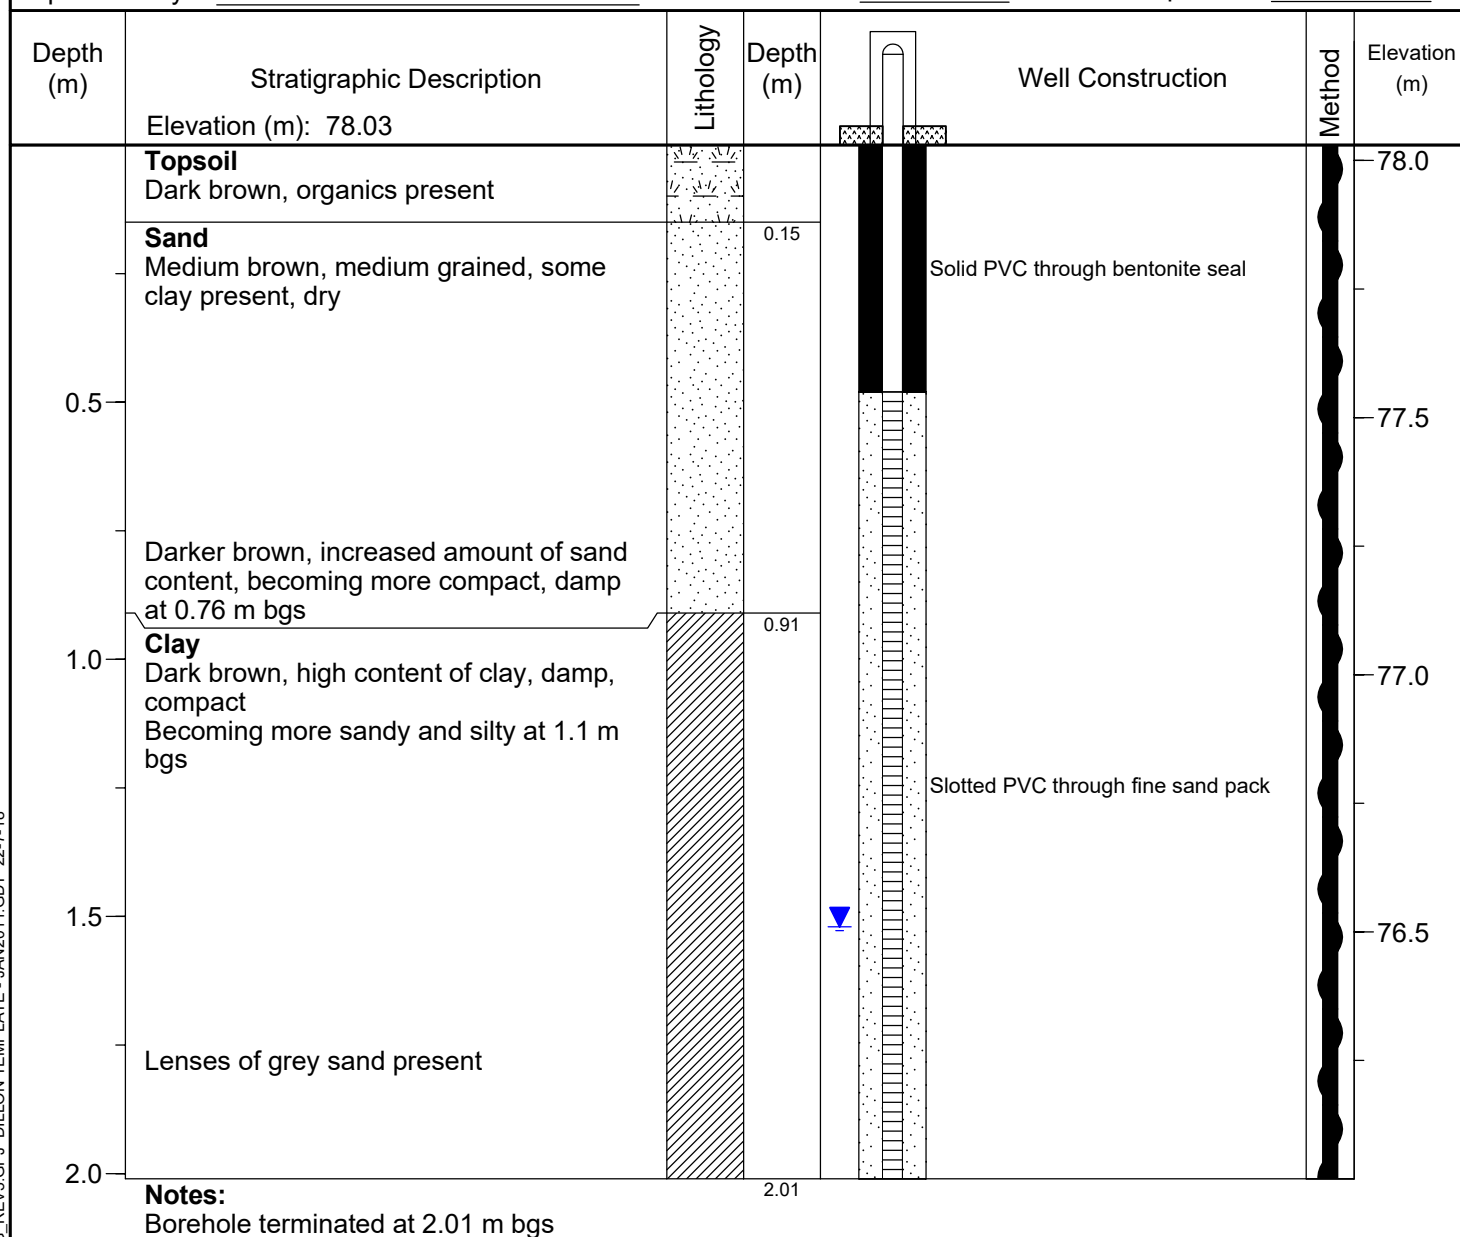 Depth
(m)
Stratigraphic Description
Elevation (m): 78.03
Lithology
Depth
(m)
Well Construction
Method
Elevation
(m)
Topsoil
Dark brown, organics present
0.15
78.0
Sand
Medium brown, medium grained, some
clay present, dry
Solid PVC through bentonite seal
0.5
77.5
Darker brown, increased amount of sand
content, becoming more compact, damp
at 0.76 m bgs
0.91
Clay
1.0
Dark brown, high content of clay, damp,
compact
77.0
Becoming more sandy and silty at 1.1 m
bgs
Slotted PVC through fine sand pack
1.5
76.5
Lenses of grey sand present
2.0
2.01
Notes:
Borehole terminated at 2.01 m bgs